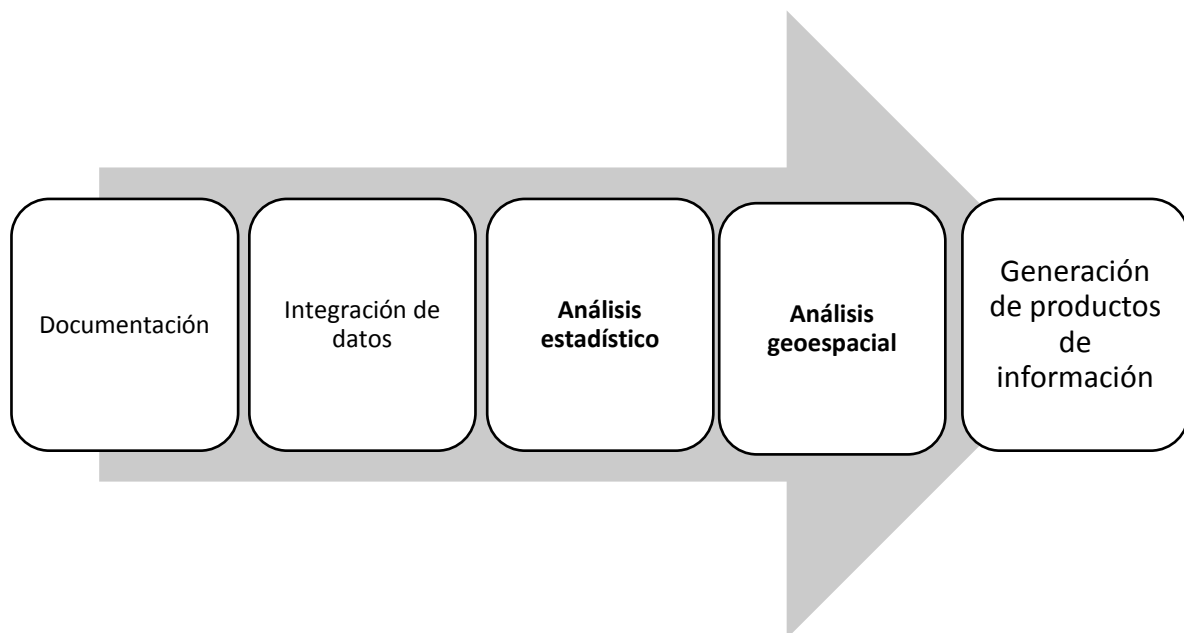 Documentación
Integración de
datos
Análisis
estadístico
Análisis
geoespacial
Generación
de productos
de
información